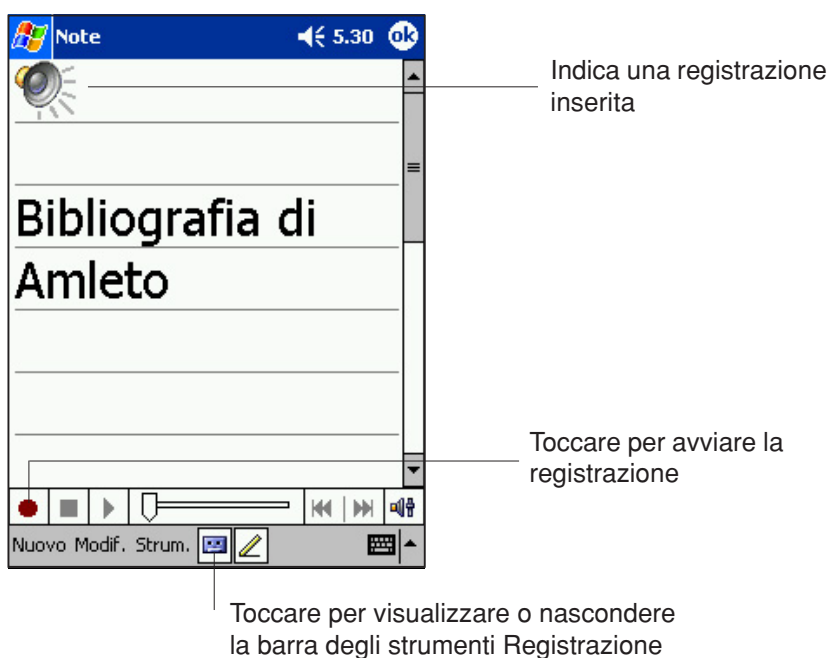 Note 5.30 ok
Indica una registrazione
inserita
Bibliografia di
Amleto
Toccare per avviare la
registrazione
Nuovo Modif. Strum.
Toccare per visualizzare o nascondere
la barra degli strumenti Registrazione